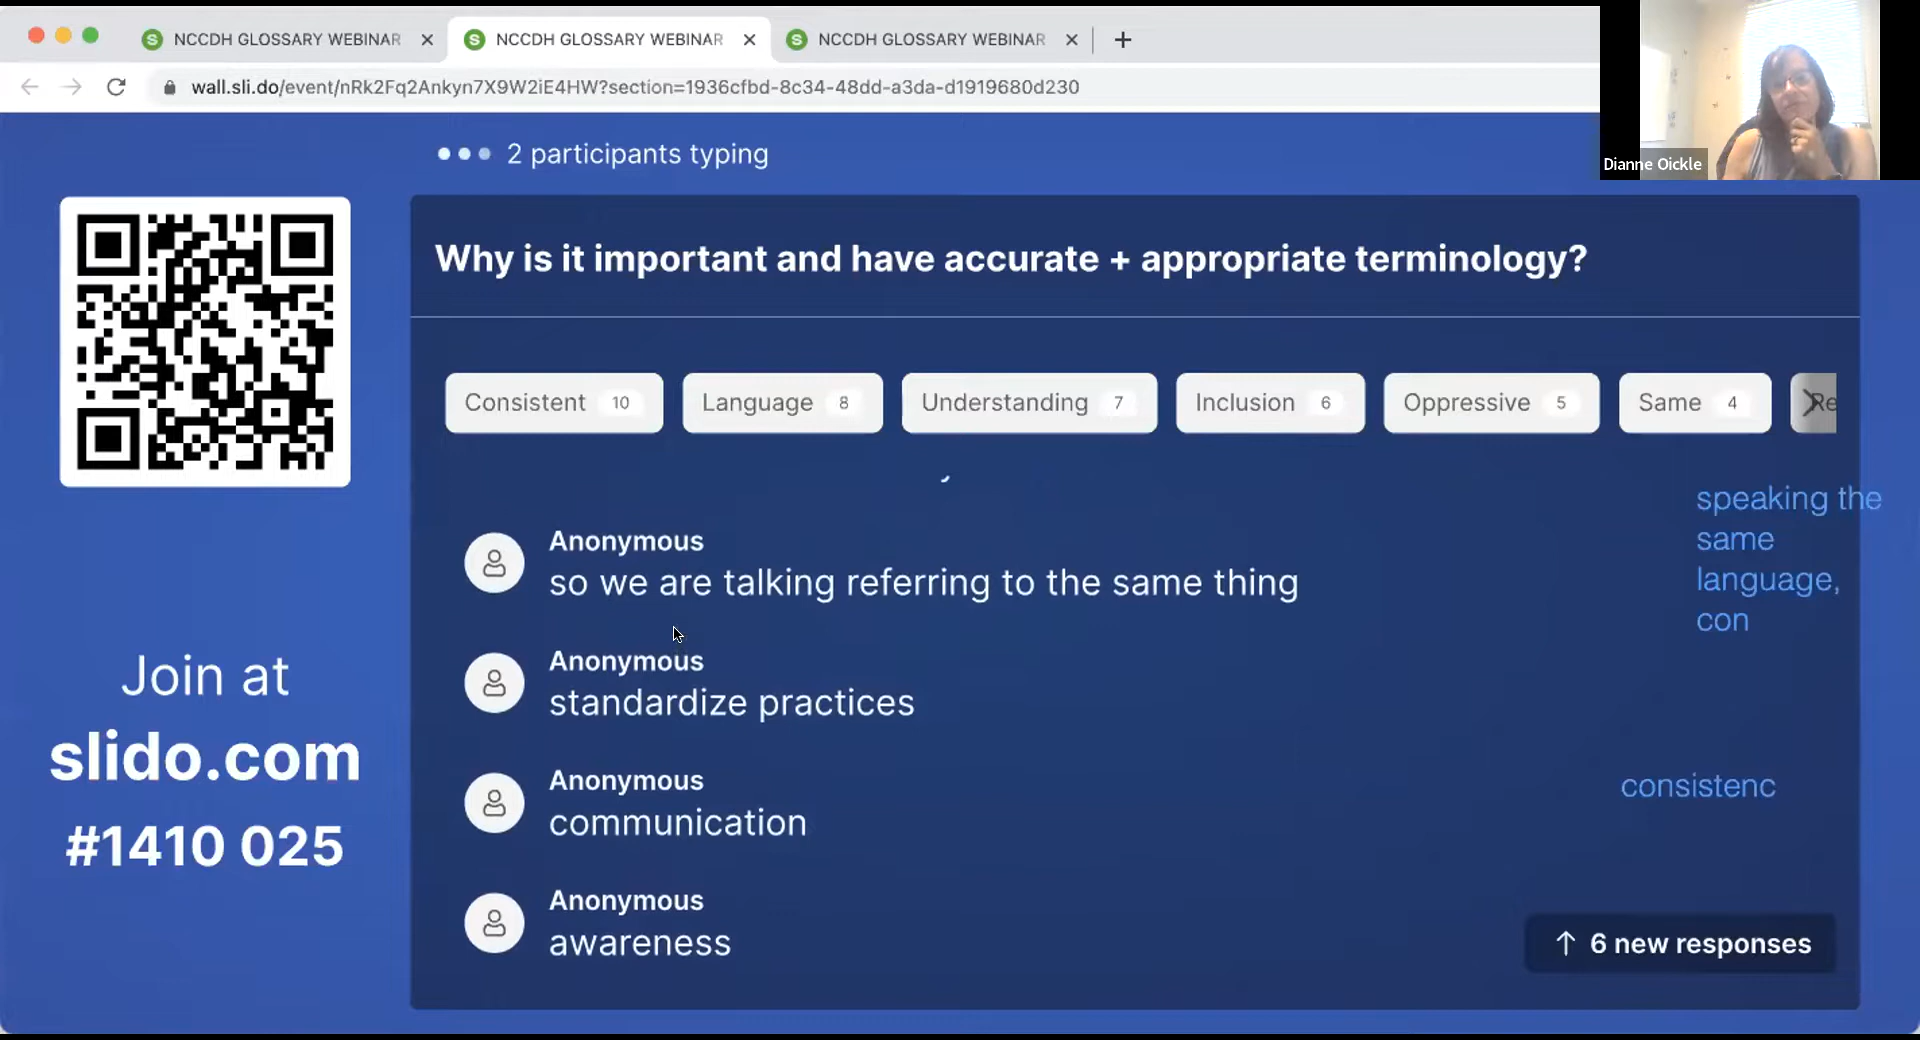 NCCDH GLOSSARY WEBINAR
NCCDH GLOSSARY WEBINAR
NCCDH GLOSSARY WEBINAR
wall.sli.do/event/nRk2Fq2Ankyn7X9W2iE4HW?section=1936cfbd-8c34-48dd-a3da-d1919680d230
Dianne Oickle
2 participants typing
Why is it important and have accurate + appropriate terminology?
Consistent 10
Language 8
Understanding 7
Inclusion 6
Oppressive 5
Same 4
Re
speaking the
same
language,
con
Anonymous
so we are talking referring to the same thing
Anonymous
standardize practices
Anonymous
communication
consistenc
Anonymous
awareness
↑ 6 new responses
Join at
slido.com
#1410 025